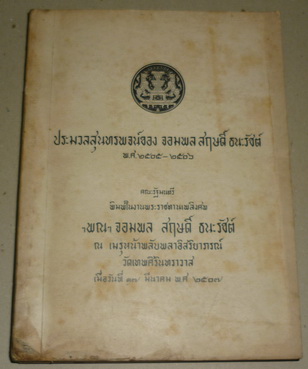 ประมวลสุนทรพจน์ของ จอมพล สฤษดิ์ ธนะรัชต์
พ.ศ. ๒๕๐๕ - ๒๕๐๖
คณะรัฐมนตรี
พิมพ์ในงานพระราชทานเพลิงศพ
ฯพณฯ จอมพล สฤษดิ์ ธนะรัชต์
ณ เมรุหน้าพลับพลาอิสริยาภรณ์
วัดเทพศิรินทราวาส
เมื่อวันที่ ๑๗ มีนาคม พ.ศ. ๒๕๐๗